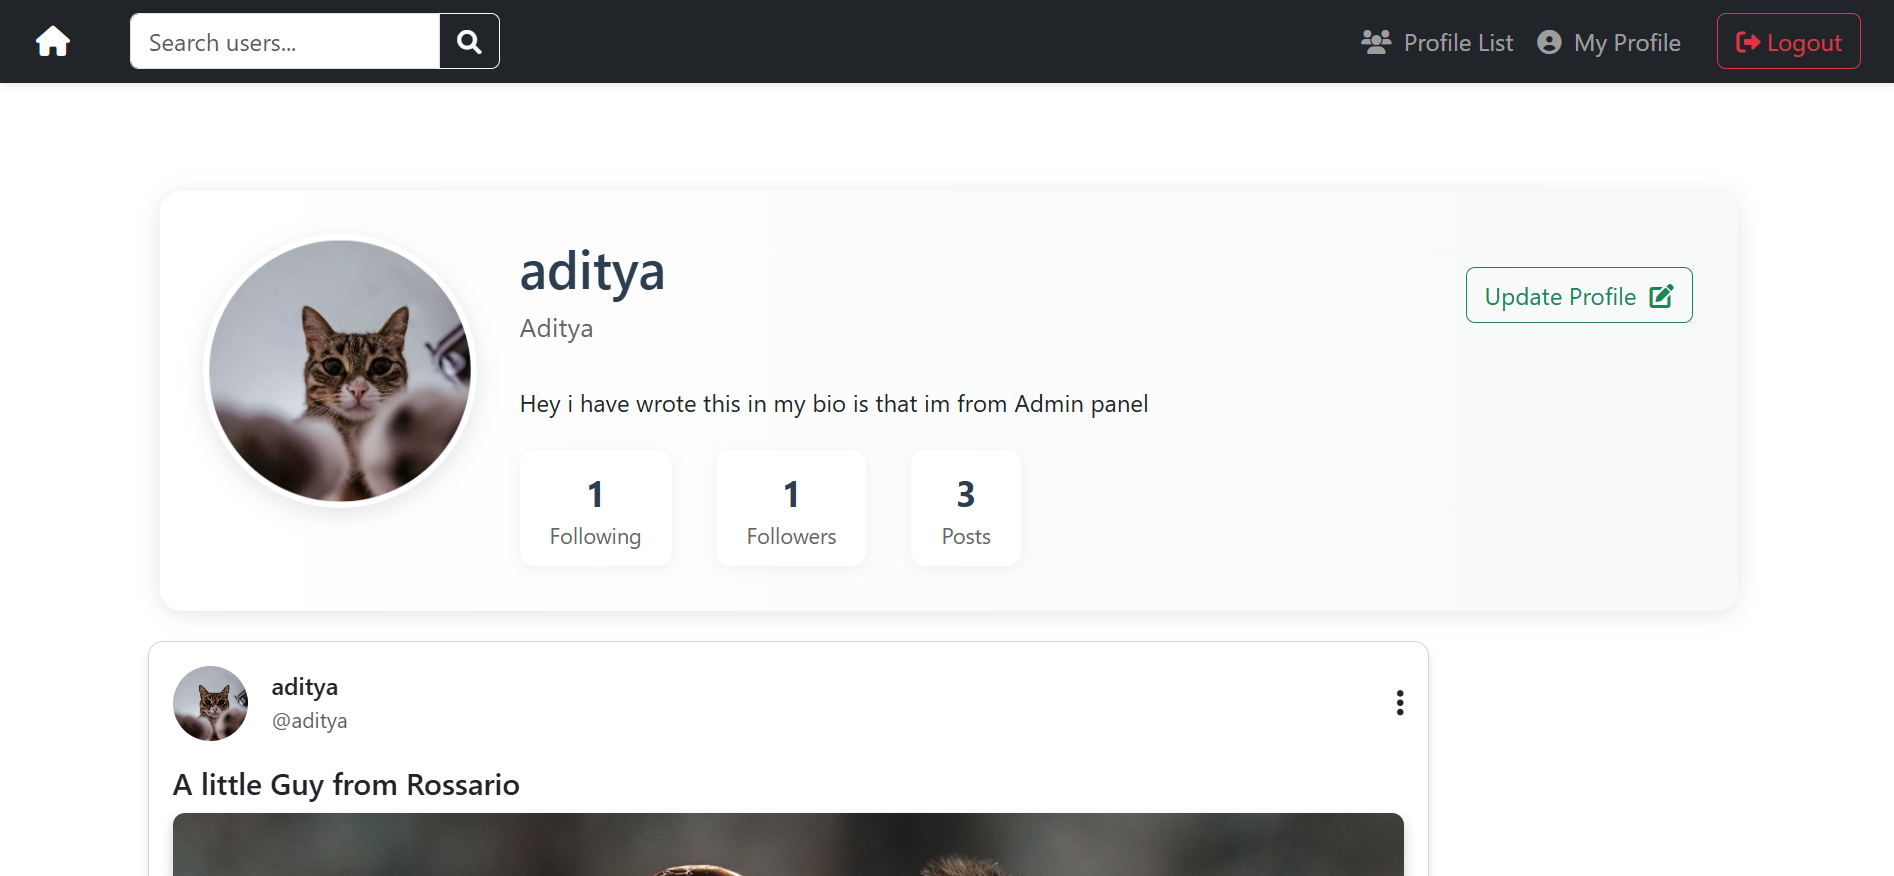 Search users...
Profile List
My Profile
Logout
aditya
Aditya
Update Profile
Hey i have wrote this in my bio is that im from Admin panel
1
Following
1
Followers
3
Posts
aditya
@aditya
A little Guy from Rossario